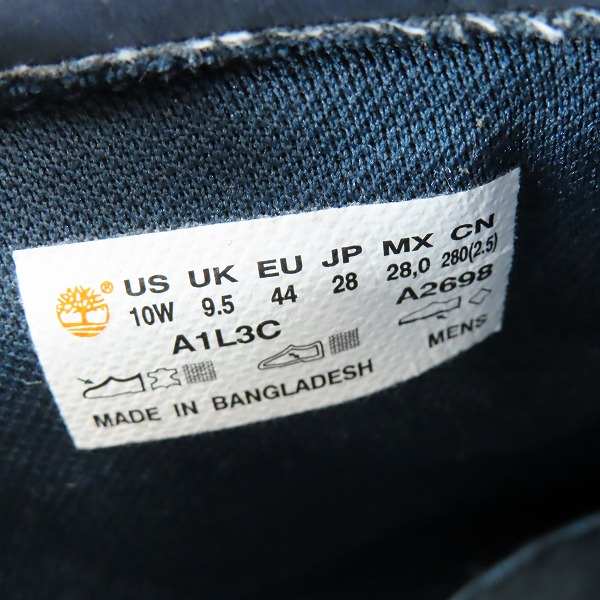 US UK EU JP MX CN
10W 9.5 44 28 28,0 280(2.5)
A1L3C A2698
MENS
MADE IN BANGLADESH